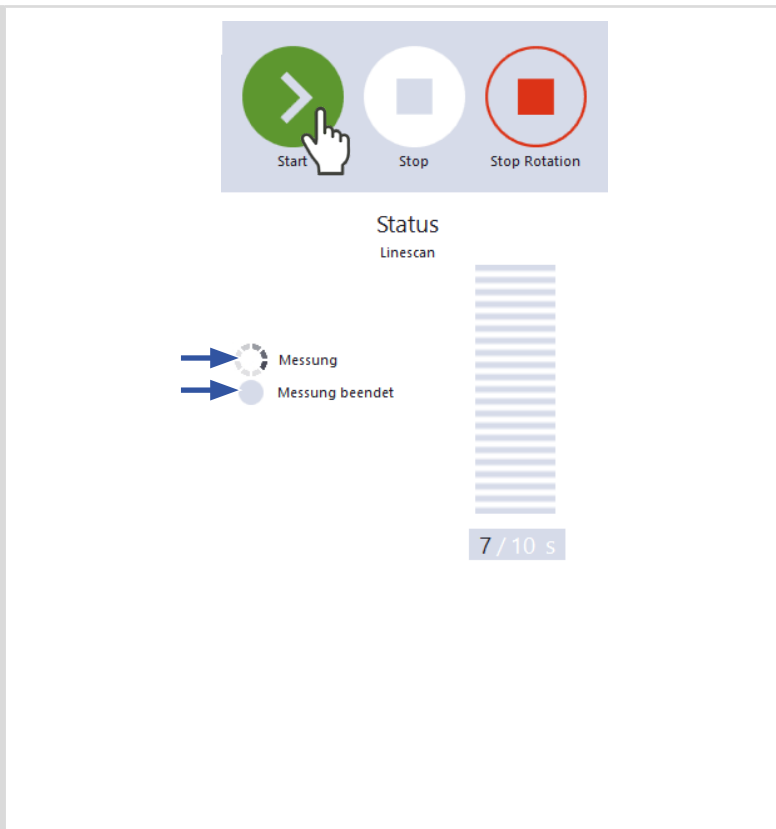 Start
Stop
Stop Rotation
Status
Linescan
Messung
Messung beendet
7 / 10 s